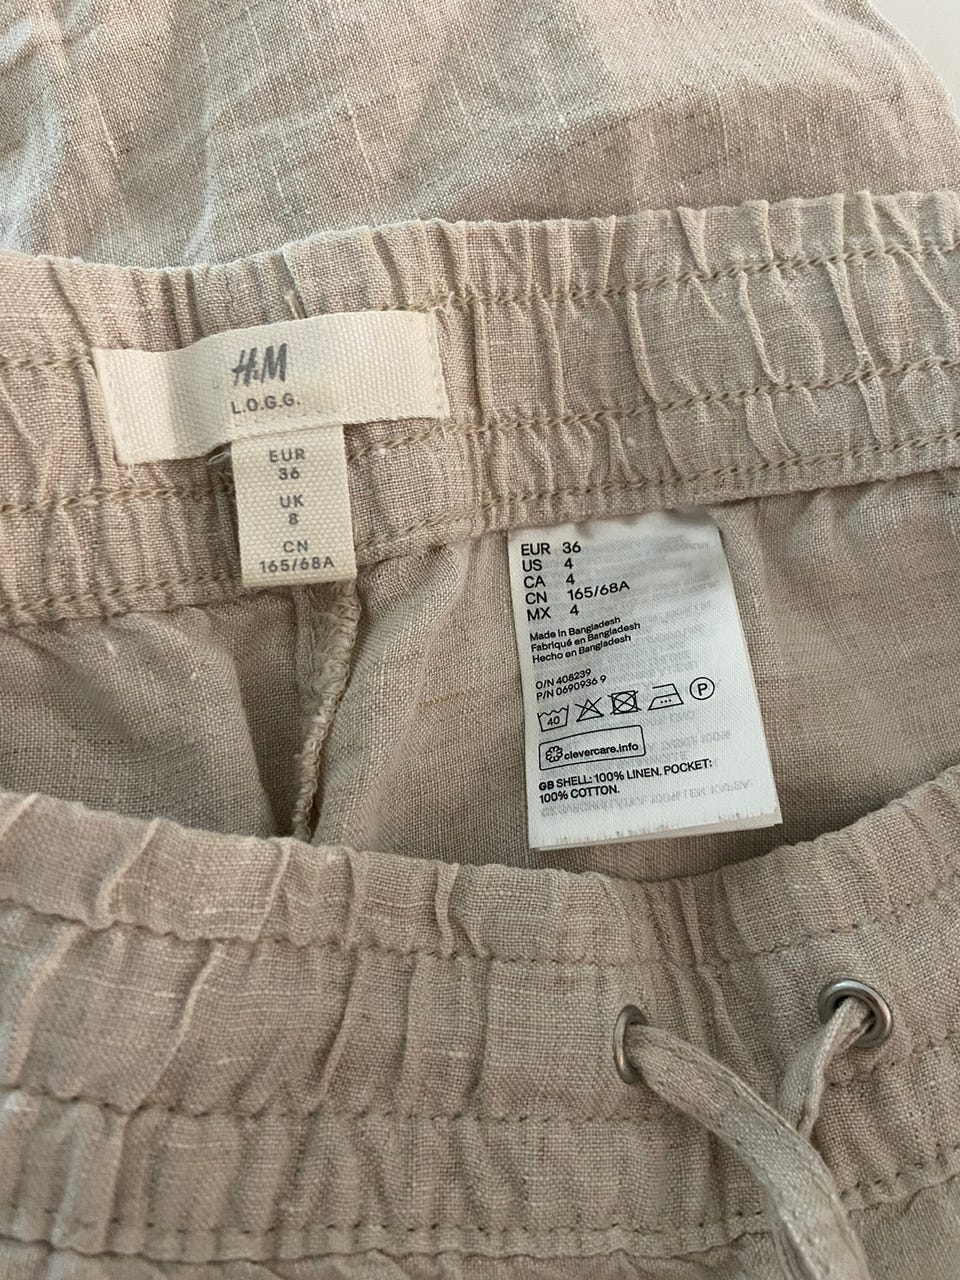 H&M
L.O.G.G.
EUR
36
UK
8
CN
165/68A
EUR 36
US 4
CA 4
CN 165/68A
MX 4
Made in Bangladesh
Fabriqué en Bangladesh
Hecho en Bangladesh
O/N 408239
P/N 0690936 9
40 P
clevercare.info
GB SHELL: 100% LINEN. POCKET:
100% COTTON.